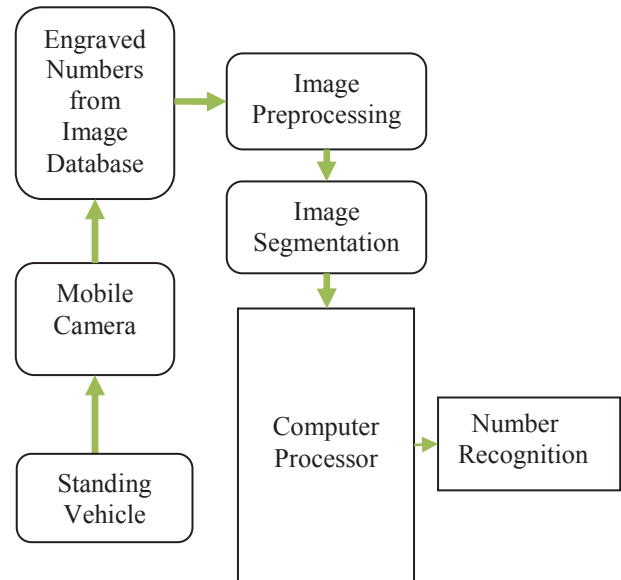 Engraved
Numbers
from
Image
Database
Image
Preprocessing
Image
Segmentation
Mobile
Camera
Computer
Processor
Number
Recognition
Standing
Vehicle